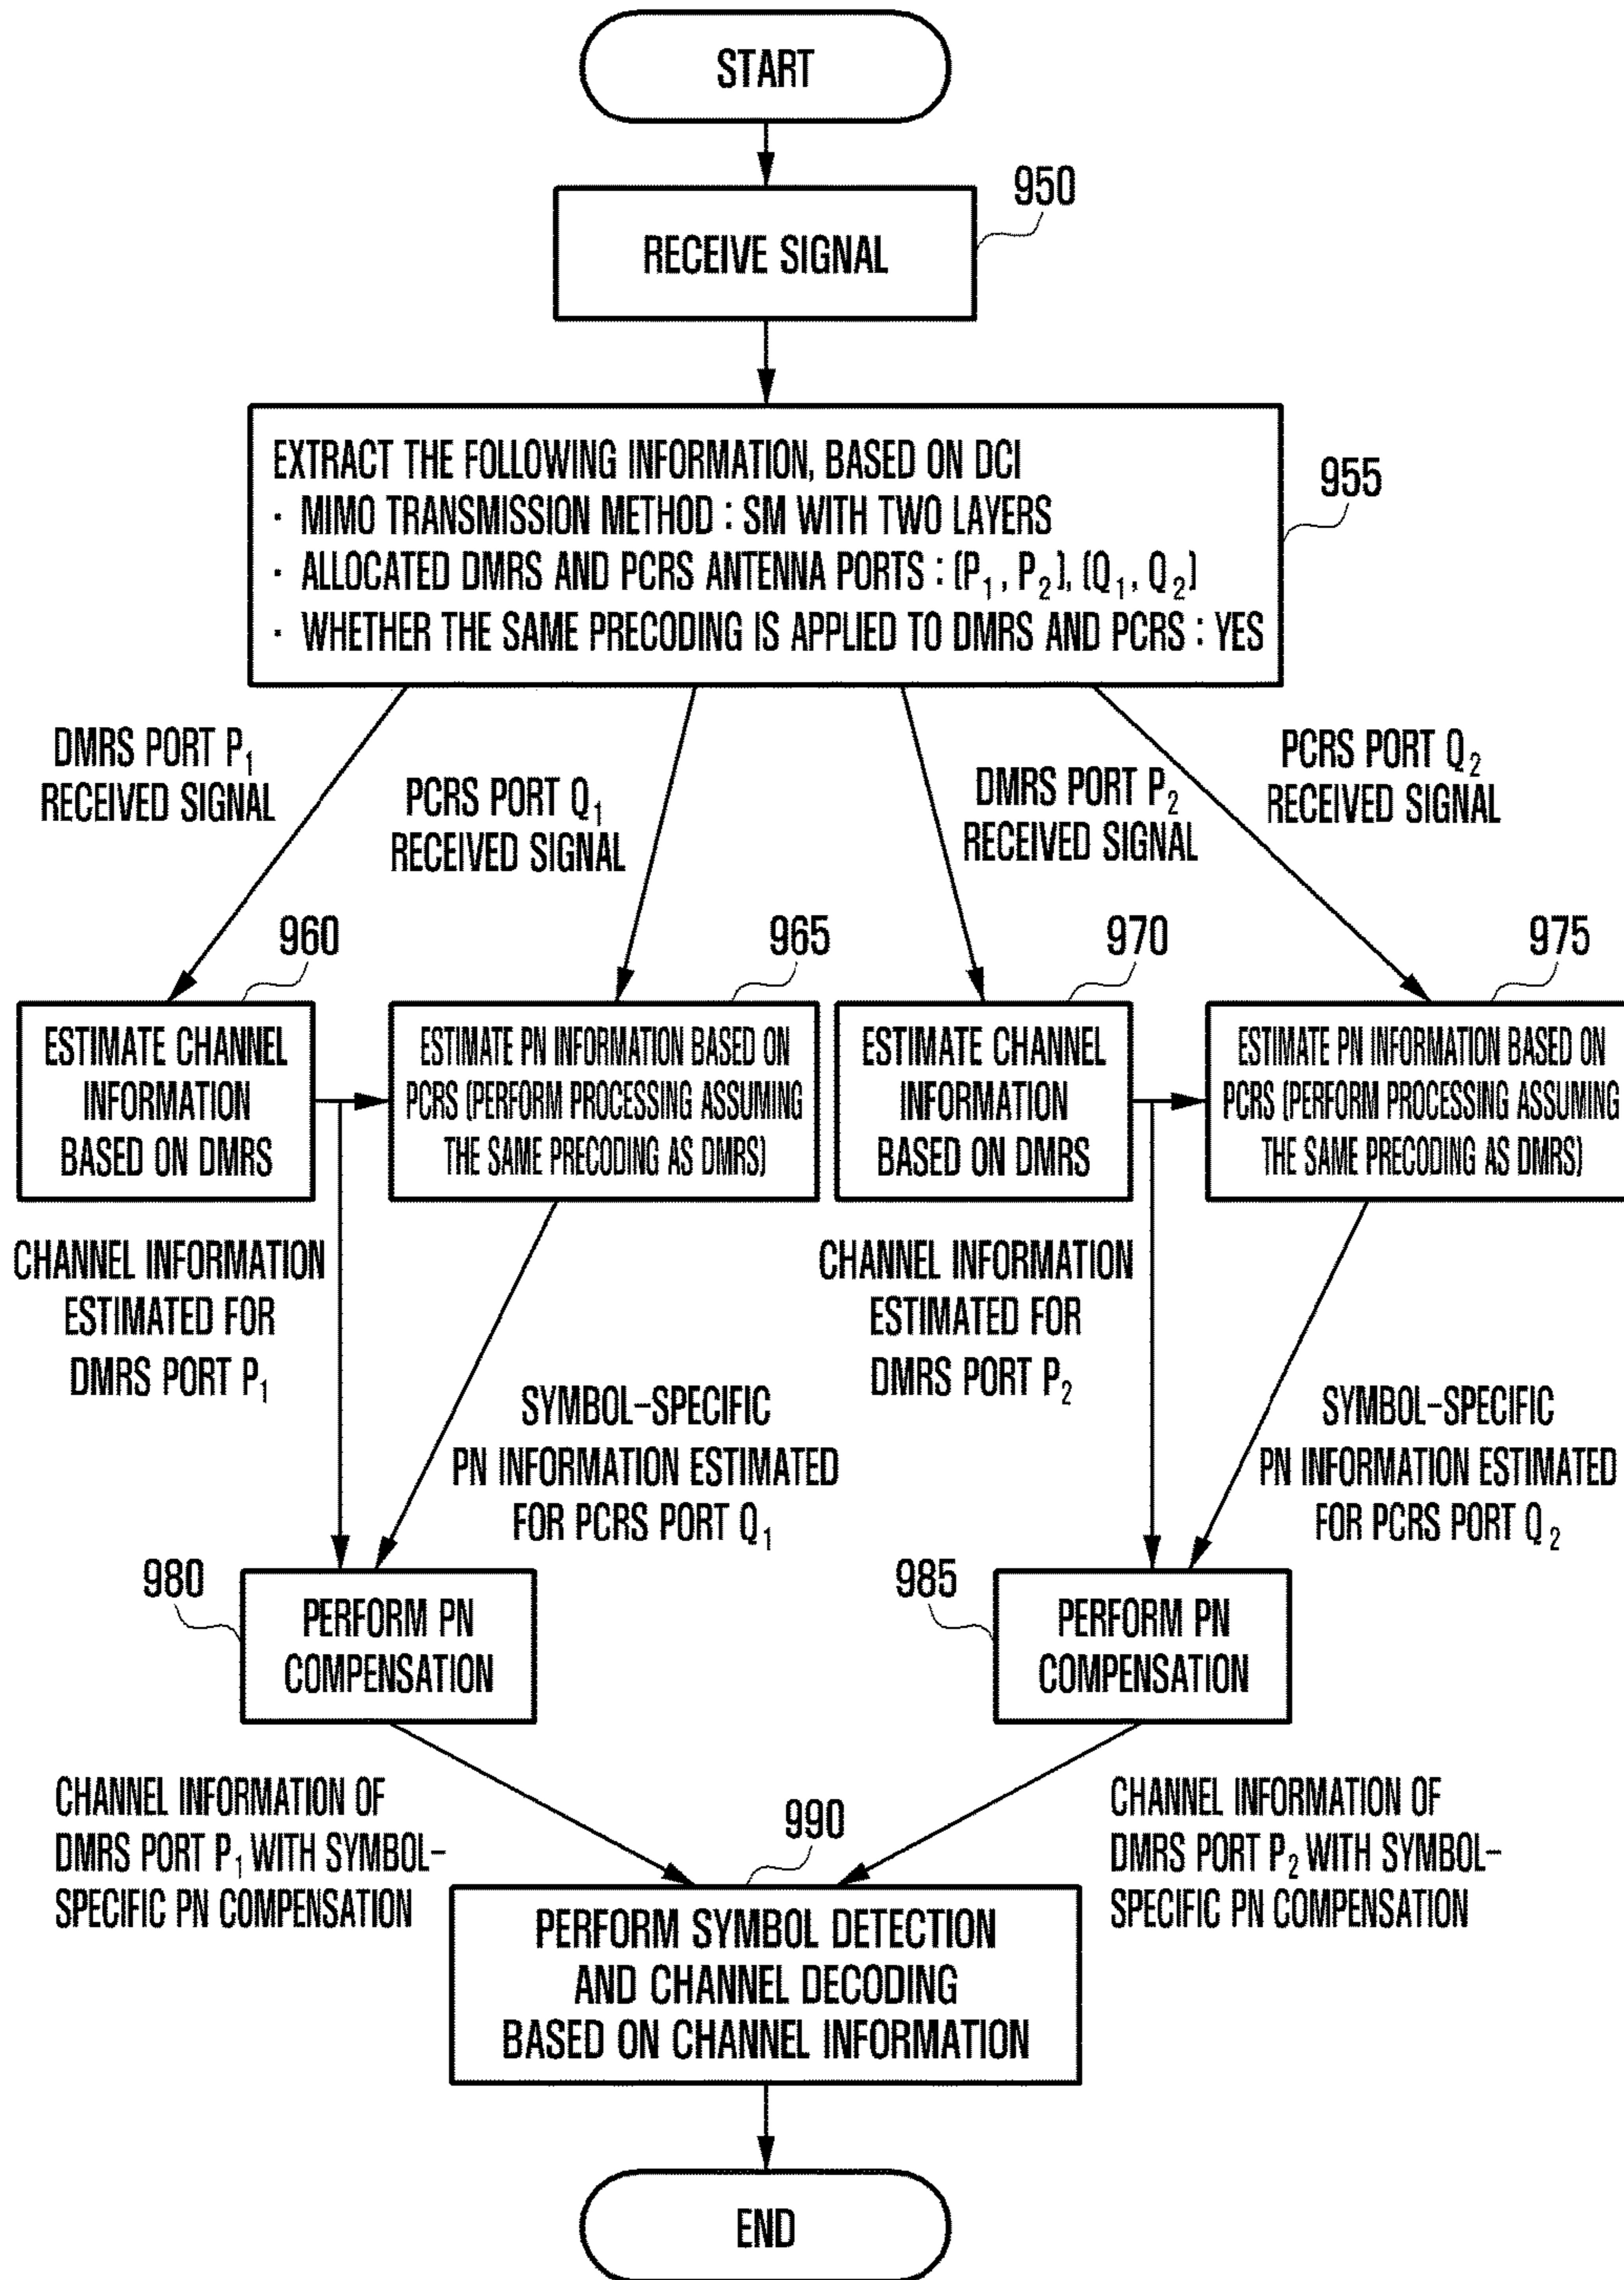 START
950
RECEIVE SIGNAL
EXTRACT THE FOLLOWING INFORMATION, BASED ON DCI
· MIMO TRANSMISSION METHOD : SM WITH TWO LAYERS
· ALLOCATED DMRS AND PCRS ANTENNA PORTS : (P₁, P₂), (Q₁, Q₂)
· WHETHER THE SAME PRECODING IS APPLIED TO DMRS AND PCRS : YES
955
DMRS PORT P₁
RECEIVED SIGNAL
PCRS PORT Q₁
RECEIVED SIGNAL
DMRS PORT P₂
RECEIVED SIGNAL
PCRS PORT Q₂
RECEIVED SIGNAL
960
ESTIMATE CHANNEL
INFORMATION
BASED ON DMRS
965
ESTIMATE PN INFORMATION BASED ON
PCRS (PERFORM PROCESSING ASSUMING
THE SAME PRECODING AS DMRS)
970
ESTIMATE CHANNEL
INFORMATION
BASED ON DMRS
975
ESTIMATE PN INFORMATION BASED ON
PCRS (PERFORM PROCESSING ASSUMING
THE SAME PRECODING AS DMRS)
CHANNEL INFORMATION
ESTIMATED FOR
DMRS PORT P₁
SYMBOL-SPECIFIC
PN INFORMATION ESTIMATED
FOR PCRS PORT Q₁
CHANNEL INFORMATION
ESTIMATED FOR
DMRS PORT P₂
SYMBOL-SPECIFIC
PN INFORMATION ESTIMATED
FOR PCRS PORT Q₂
980
PERFORM PN
COMPENSATION
985
PERFORM PN
COMPENSATION
CHANNEL INFORMATION OF
DMRS PORT P₁ WITH SYMBOL-
SPECIFIC PN COMPENSATION
CHANNEL INFORMATION OF
DMRS PORT P₂ WITH SYMBOL-
SPECIFIC PN COMPENSATION
990
PERFORM SYMBOL DETECTION
AND CHANNEL DECODING
BASED ON CHANNEL INFORMATION
END